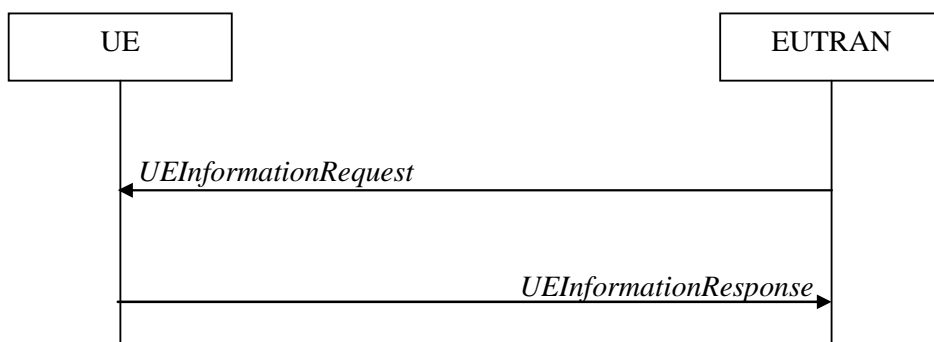 UE
EUTRAN
UEInformationRequest
UEInformationResponse